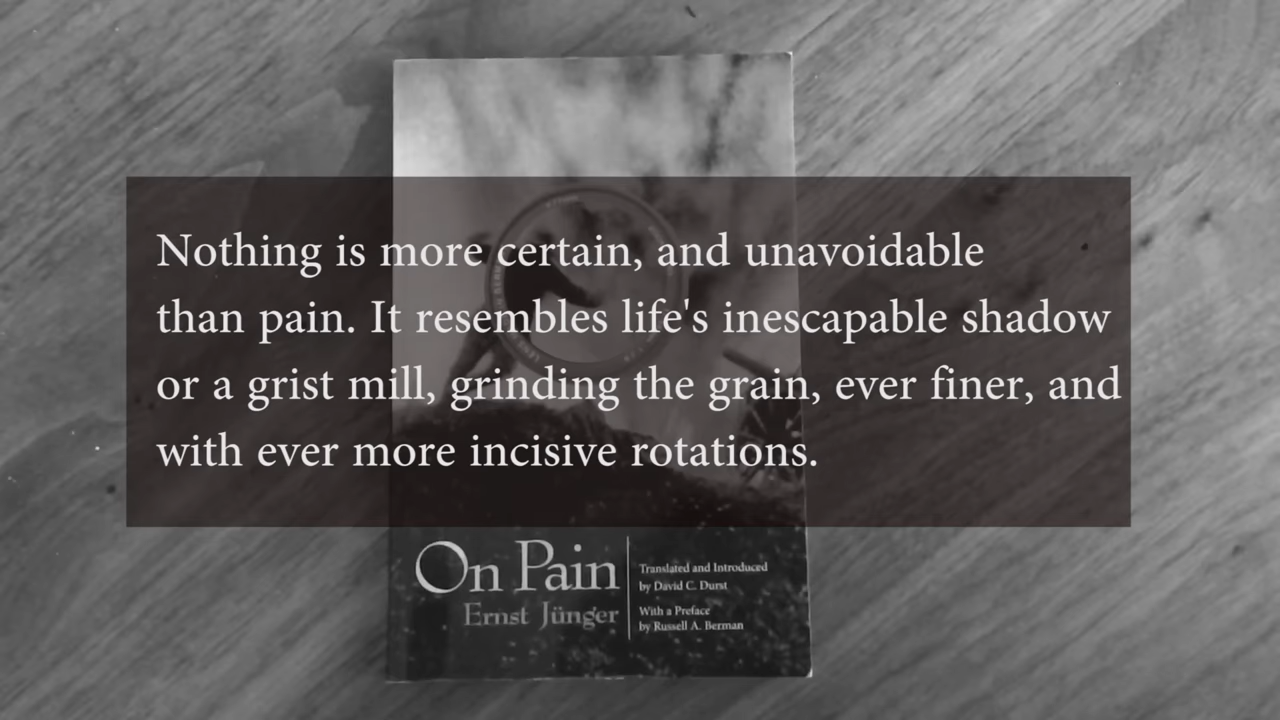 Nothing is more certain, and unavoidable
than pain. It resembles life's inescapable shadow
or a grist mill, grinding the grain, ever finer, and
with ever more incisive rotations.
On Pain
Ernst Jünger
Translated and Introduced
by David C. Durst
With a Preface
by Russell A. Berman